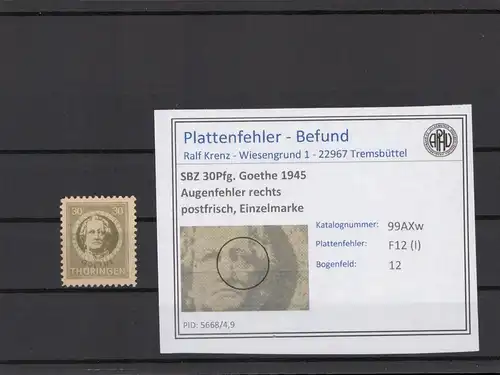 30 30
GOETHE
THÜRINGEN
Plattenfehler - Befund
Ralf Krenz - Wiesengrund 1 - 22967 Tremsbüttel
SBZ 30Pfg. Goethe 1945
Augenfehler rechts
postfrisch, Einzelmarke
Katalognummer: 99AXw
Plattenfehler: F12 (I)
Bogenfeld: 12
PID: 5668/4,9